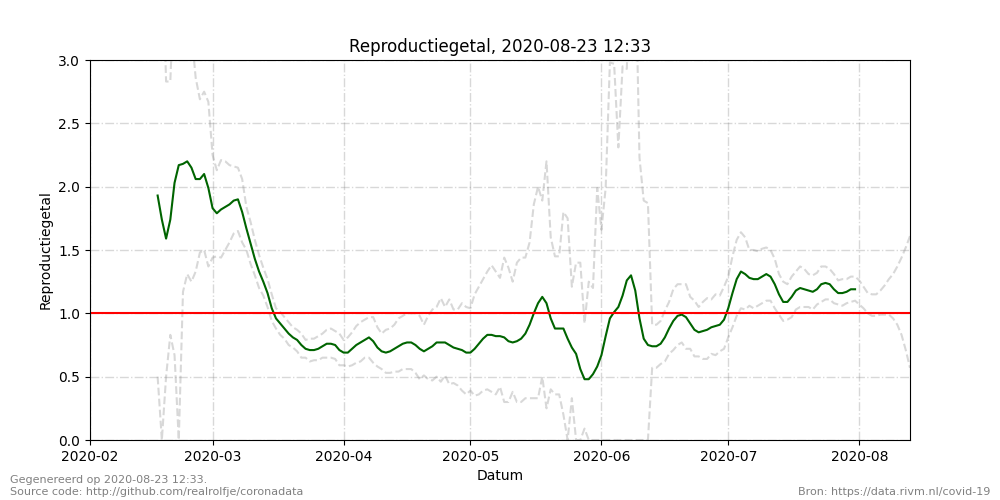 Reproductiegetal, 2020-08-23 12:33
3.0
2.5
2.0
1.5
1.0
0.5
0.0
Reproductiegetal
2020-02 2020-03 2020-04 2020-05 2020-06 2020-07 2020-08
Datum
Gegenereerd op 2020-08-23 12:33.
Source code: http://github.com/realrolfje/coronadata
Bron: https://data.rivm.nl/covid-19